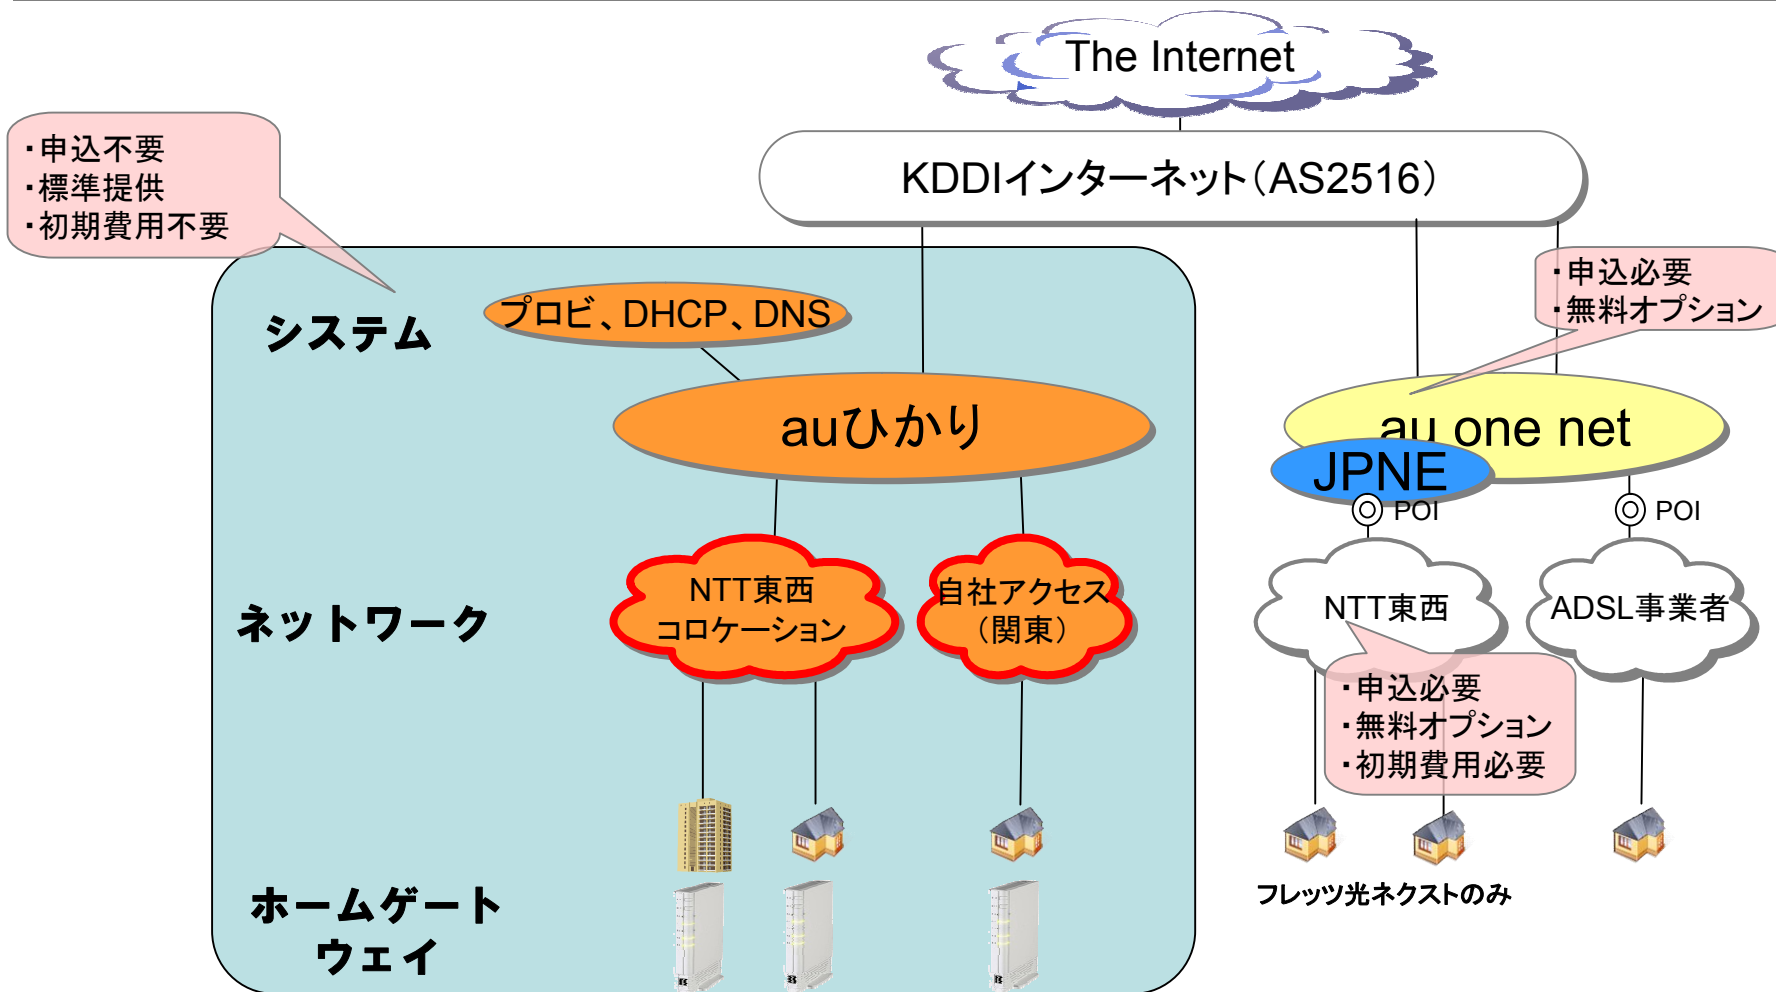 The Internet
KDDIインターネット（AS2516）
・申込不要
・標準提供
・初期費用不要
・申込必要
・無料オプション
システム
プロビ、DHCP、DNS
auひかり
au one net
JPNE
POI
POI
ネットワーク
NTT東西
コロケーション
自社アクセス
（関東）
NTT東西
ADSL事業者
・申込必要
・無料オプション
・初期費用必要
フレッツ光ネクストのみ
ホームゲート
ウェイ